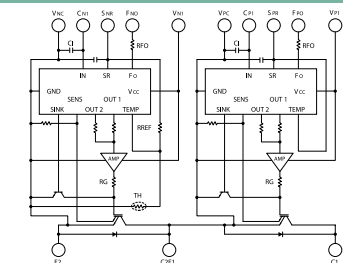 VNC CN1 SNR FNO VN1 VPC CP1 SPR FPO VP1
CI RFO CI RFO
IN SR FO IN SR FO
GND VCC GND VCC
SENS OUT 1 SENS OUT 1
SINK OUT 2 TEMP SINK OUT 2 TEMP
RREF
AMP AMP
RG TH RG
E2 C2E1 C1